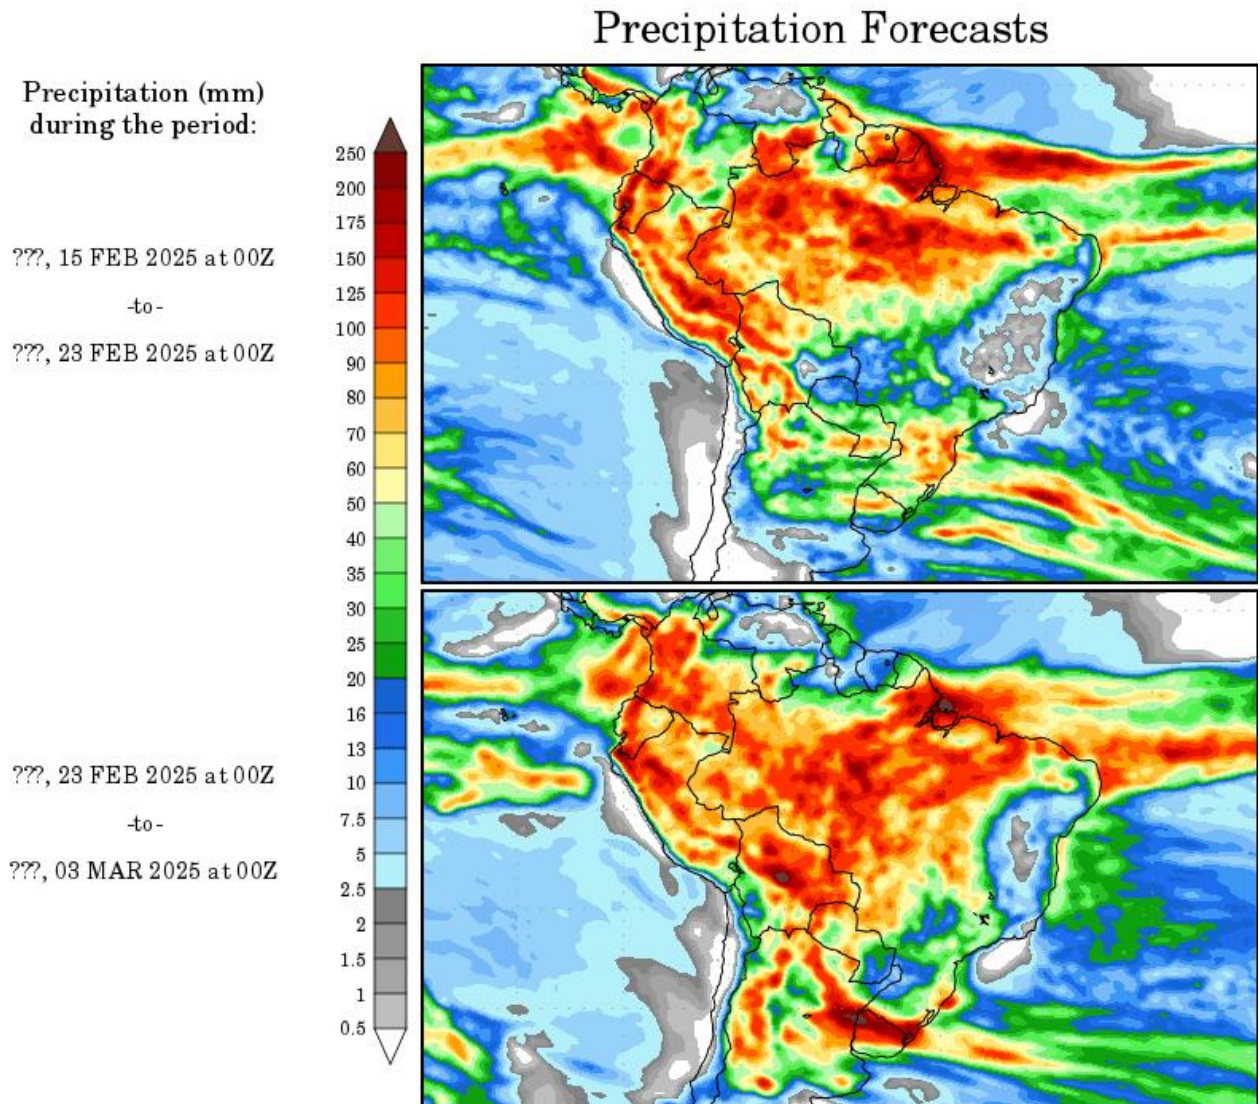 Precipitation Forecasts
Precipitation (mm)
during the period:
???, 15 FEB 2025 at 00Z
-to-
???, 23 FEB 2025 at 00Z
???, 23 FEB 2025 at 00Z
-to-
???, 03 MAR 2025 at 00Z
250
200
175
150
125
100
90
80
70
60
50
40
35
30
25
20
16
13
10
7.5
5
2.5
2
1.5
1
0.5